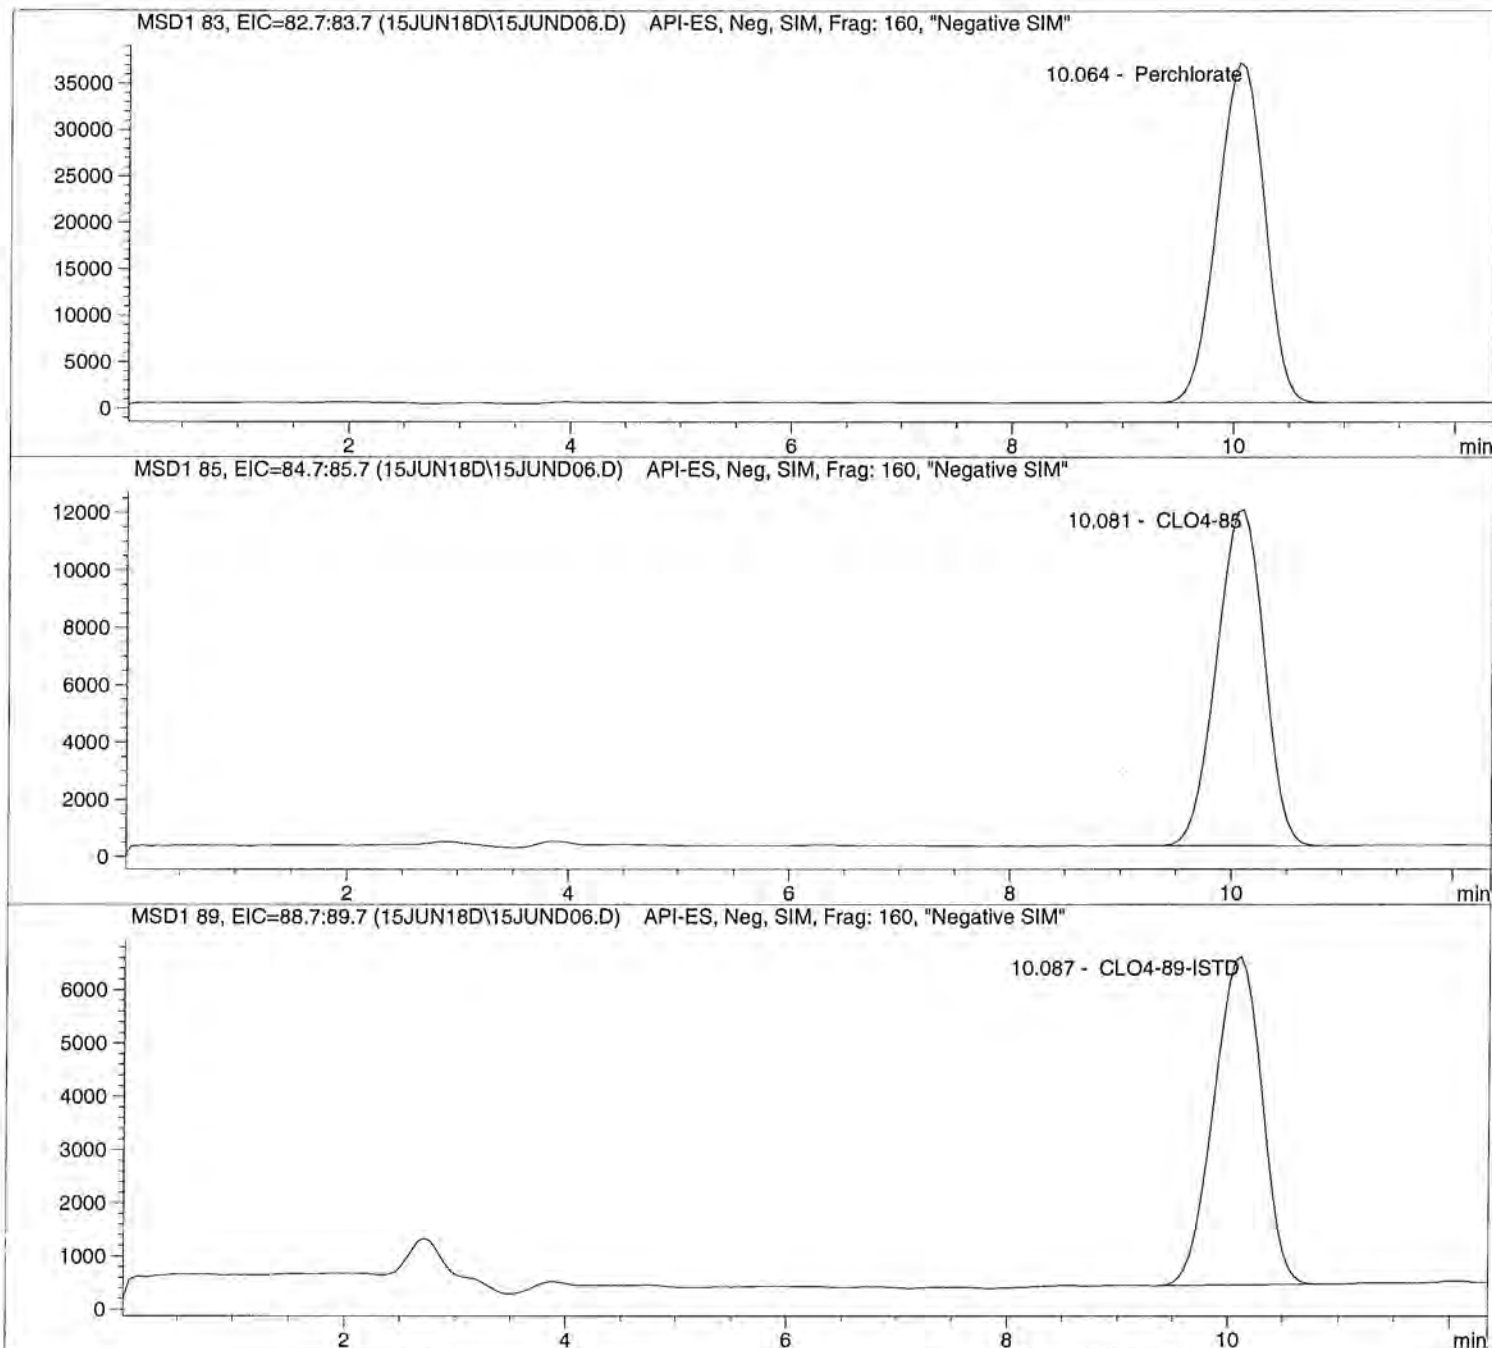 MSD1 83, EIC=82.7:83.7 (15JUN18D\15JUND06.D) API-ES, Neg, SIM, Frag: 160, "Negative SIM"
10.064 - Perchlorate
35000
30000
25000
20000
15000
10000
5000
0
2 4 6 8 10 min
MSD1 85, EIC=84.7:85.7 (15JUN18D\15JUND06.D) API-ES, Neg, SIM, Frag: 160, "Negative SIM"
10.081 - CLO4-85
12000
10000
8000
6000
4000
2000
0
2 4 6 8 10 min
MSD1 89, EIC=88.7:89.7 (15JUN18D\15JUND06.D) API-ES, Neg, SIM, Frag: 160, "Negative SIM"
10.087 - CLO4-89-ISTD
6000
5000
4000
3000
2000
1000
0
2 4 6 8 10 min